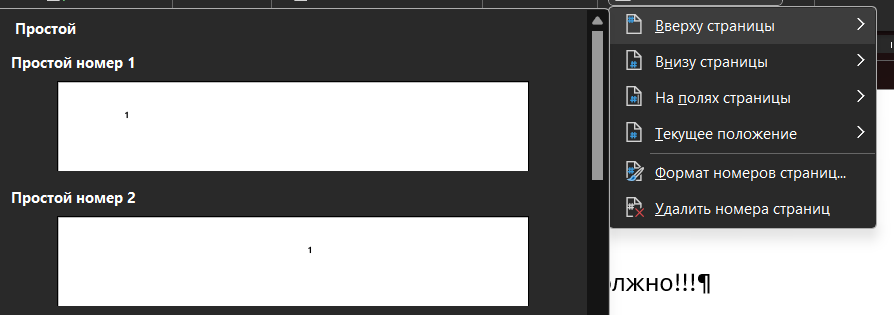 Простой
Простой номер 1
1
Простой номер 2
1
Вверху страницы
Внизу страницы
На полях страницы
Текущее положение
Формат номеров страниц...
Удалить номера страниц
олжно!!!¶